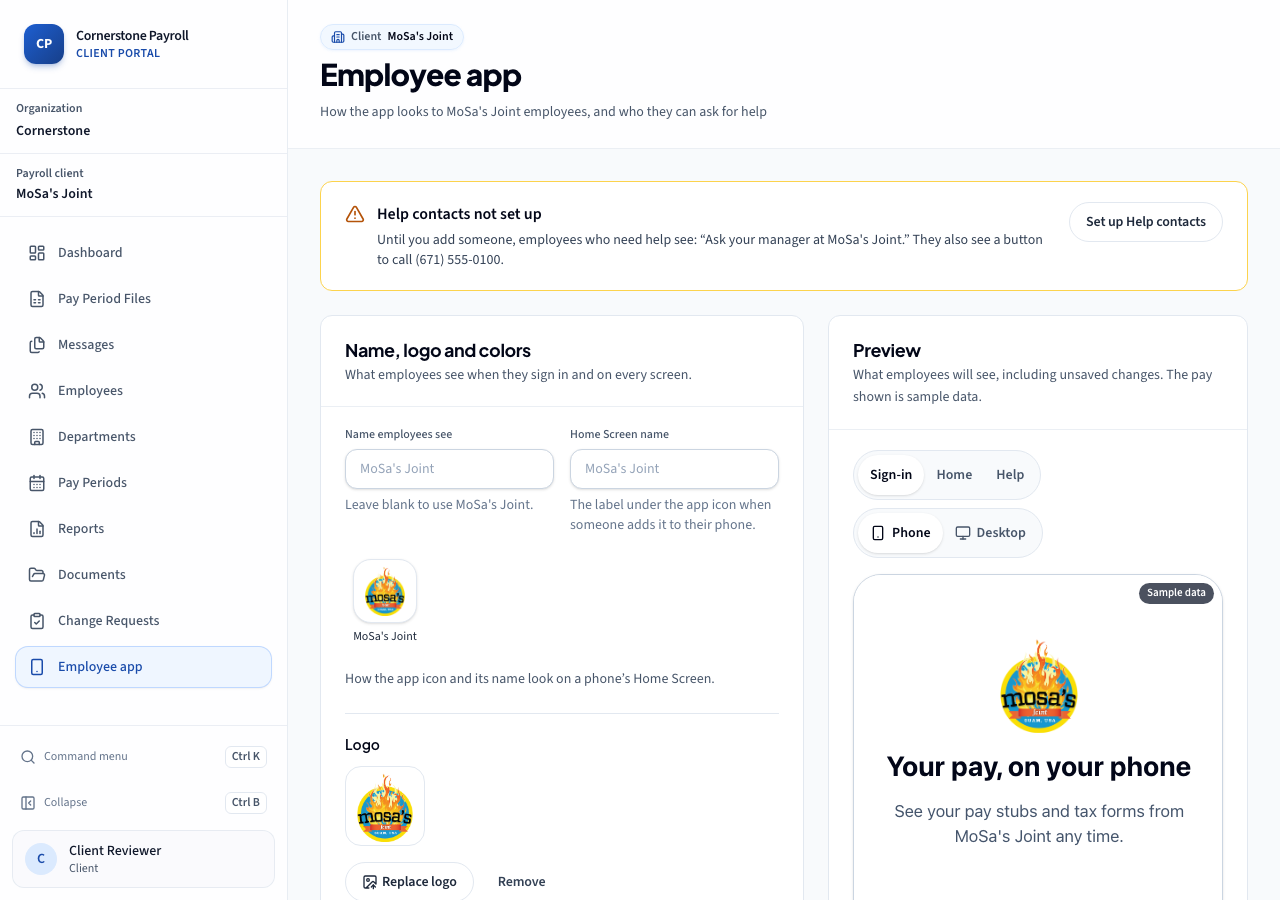 CP
Cornerstone Payroll
CLIENT PORTAL
Organization
Cornerstone
Payroll client
MoSa's Joint
Dashboard
Pay Period Files
Messages
Employees
Departments
Pay Periods
Reports
Documents
Change Requests
Employee app
Command menu
Ctrl K
Collapse
Ctrl B
C
Client Reviewer
Client
Client MoSa's Joint
Employee app
How the app looks to MoSa's Joint employees, and who they can ask for help
Help contacts not set up
Until you add someone, employees who need help see: “Ask your manager at MoSa's Joint.” They also see a button
to call (671) 555-0100.
Set up Help contacts
Name, logo and colors
What employees see when they sign in and on every screen.
Name employees see
MoSa's Joint
Leave blank to use MoSa's Joint.
Home Screen name
MoSa's Joint
The label under the app icon when
someone adds it to their phone.
mosa's
MoSa's Joint
How the app icon and its name look on a phone’s Home Screen.
Logo
mosa's
Replace logo
Remove
Preview
What employees will see, including unsaved changes. The pay
shown is sample data.
Sign-in
Home
Help
Phone
Desktop
Sample data
mosa's
Joint
GUAM, USA
Your pay, on your phone
See your pay stubs and tax forms from
MoSa's Joint any time.